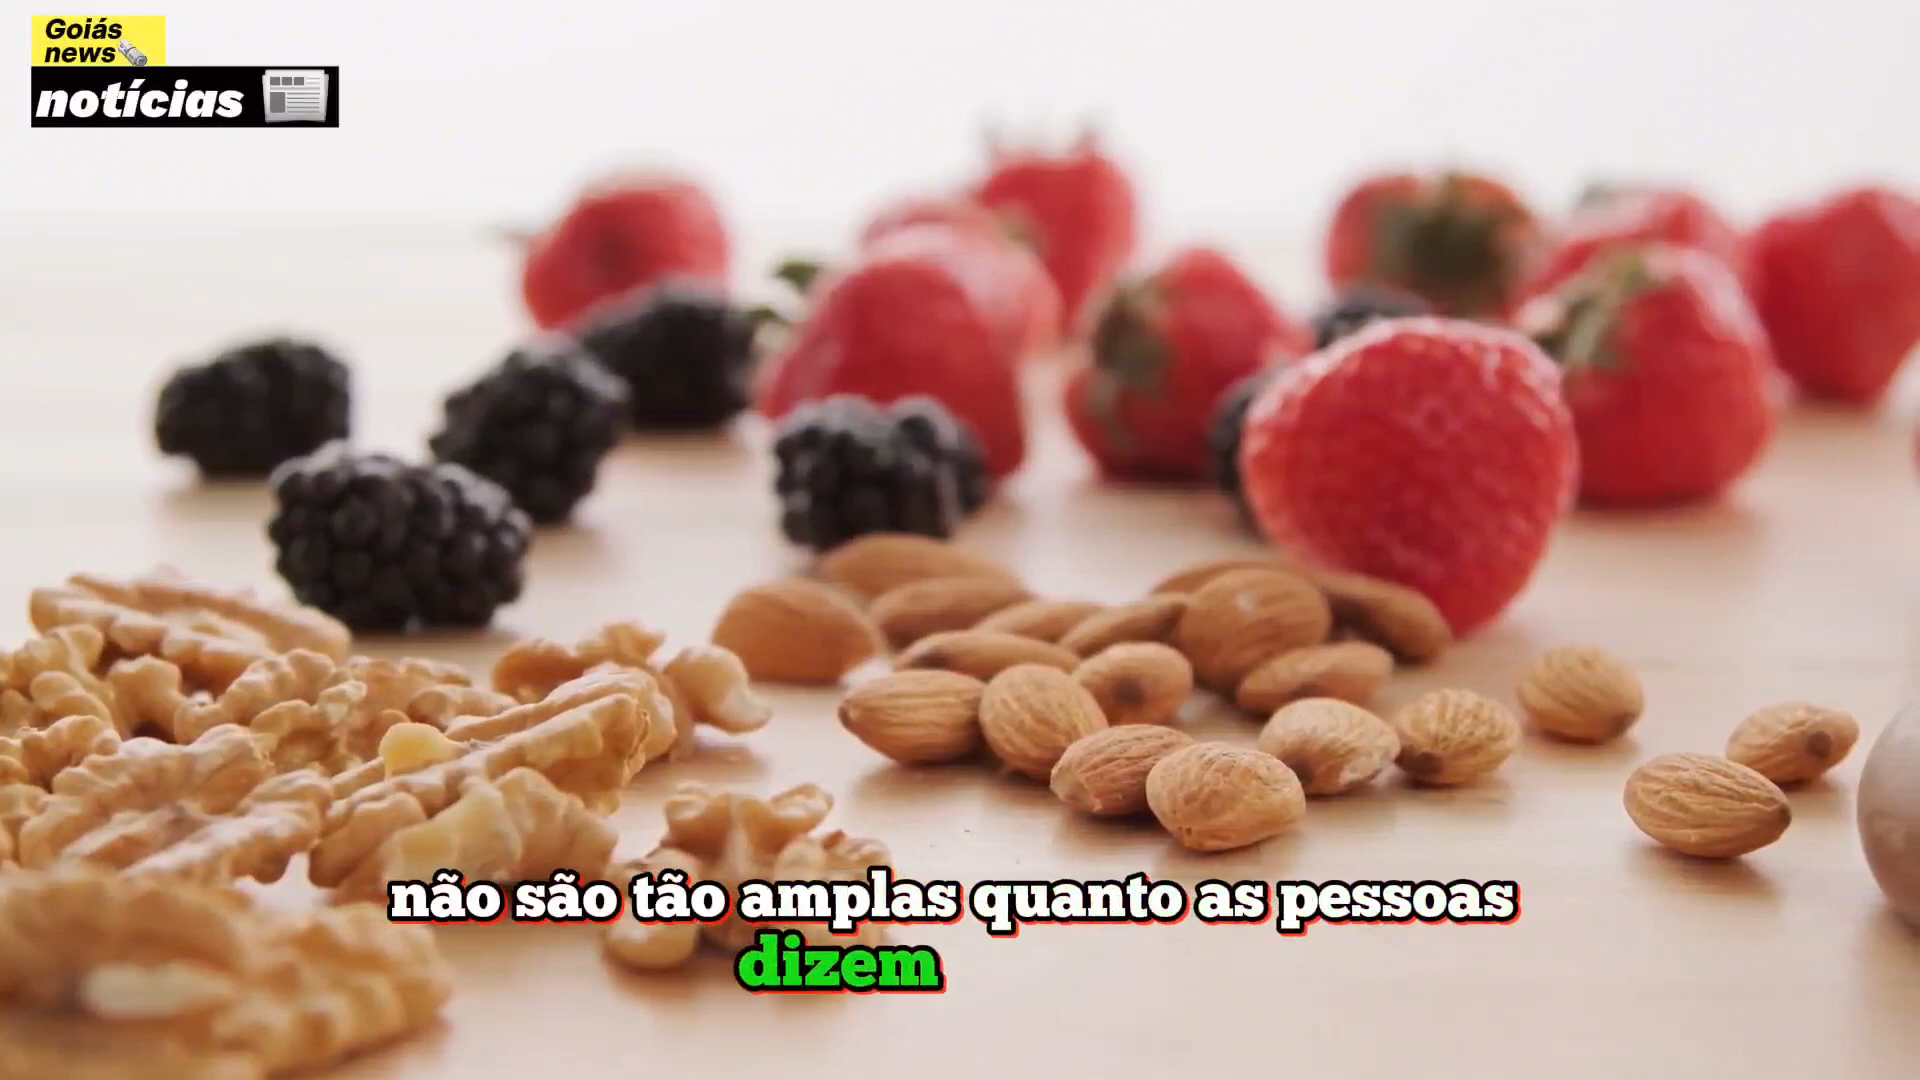 Goiás
news
notícias
não são tão amplas quanto as pessoas
dizem